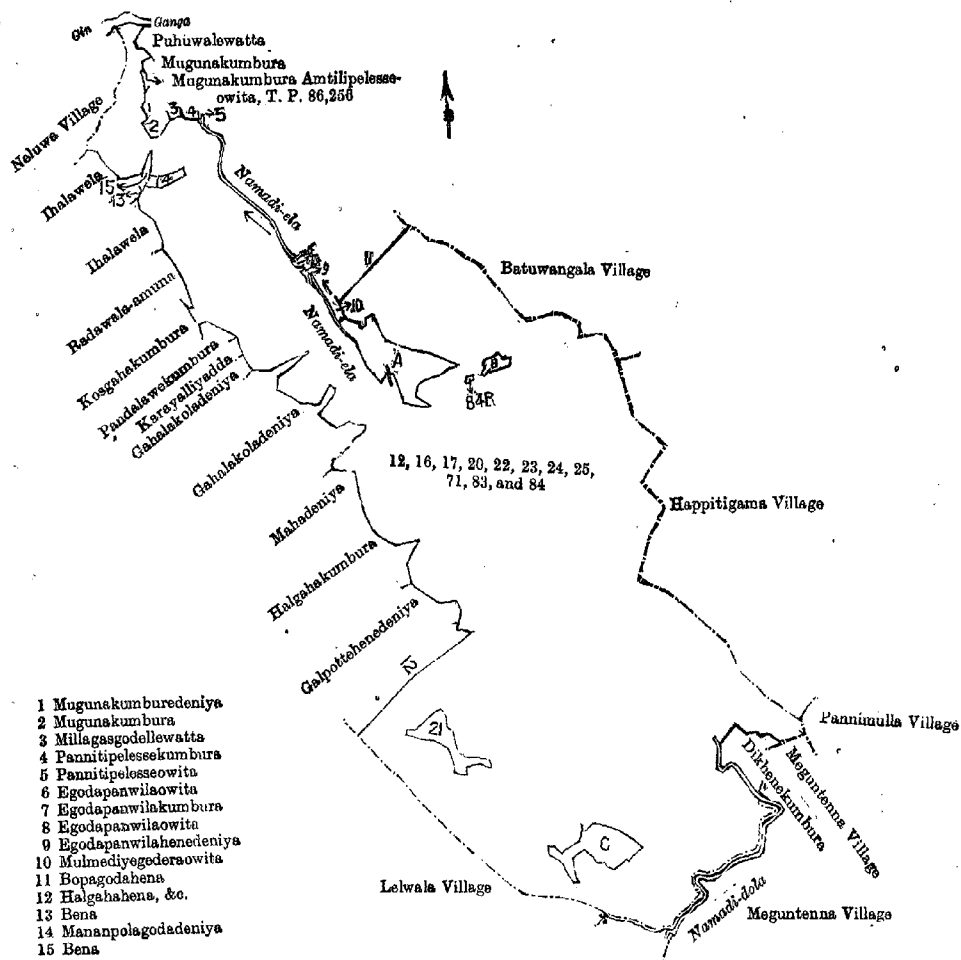 Gin Ganga
Puhuwalewatta
Mugunakumbura
Mugunakumbura Amtilipelesse-
owita, T. P. 86,256
Neluwa Village
1
2
3
4
5
Ihalawela
15
13
14
Namadi-ela
Ihalawela
Badawala-amuna
Kosgahakumbura
Pandalawekumbura
Karayalliyadda
Gahalakoladeniya
Gahalakoladeniya
9
11
10
Namadi-ela
Batuwangala Village
A
B
84B
12, 16, 17, 20, 22, 23, 24, 25,
71, 83, and 84
Happitigama Village
Mahadeniya
Halgahakumbura
Galpottehenedeniya
12
21
C
Pannimulla Village
Meguntenna Village
Dikhenekumbura
Namadi-dola
Meguntenna Village
Lelwala Village
1 Mugunakumburedeniya
2 Mugunakumbura
3 Millagasgodellewatta
4 Pannitipelessekumbura
5 Pannitipelesseowita
6 Egodapanwilaowita
7 Egodapanwilakumbura
8 Egodapanwilaowita
9 Egodapanwilahenedeniya
10 Mulmediyegederaowita
11 Bopagodahena
12 Halgahahena, &c.
13 Bena
14 Mananpolagodadeniya
15 Bena